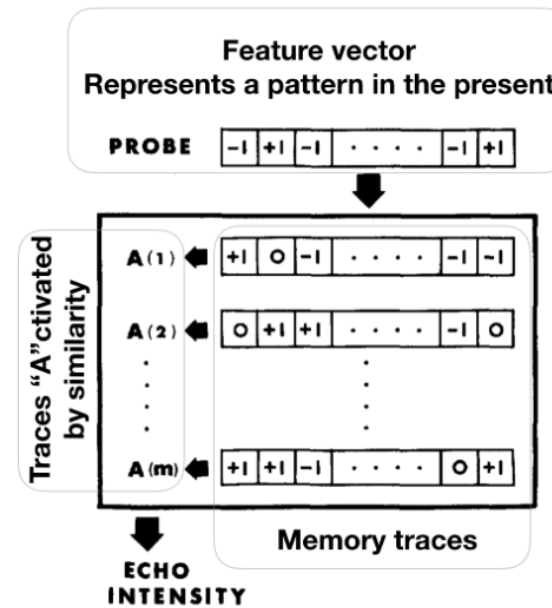 Feature vector
Represents a pattern in the present
PROBE -1 +1 -1 · · · · -1 +1
A(1) +1 0 -1 · · · · -1 -1
A(2) 0 +1 +1 · · · · -1 0
A(m) +1 +1 -1 · · · · 0 +1
Traces "A"ctivated
by similarity
Memory traces
ECHO
INTENSITY